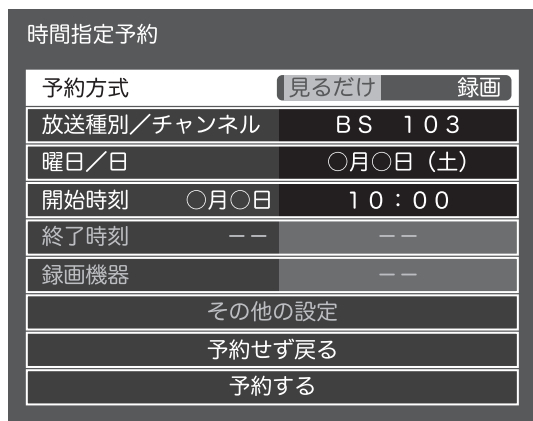 時間指定予約
予約方式 見るだけ 録画
放送種別／チャンネル BS 103
曜日／日 ○月○日（土）
開始時刻 ○月○日 10：00
終了時刻 −− −−
録画機器 −−
その他の設定
予約せず戻る
予約する